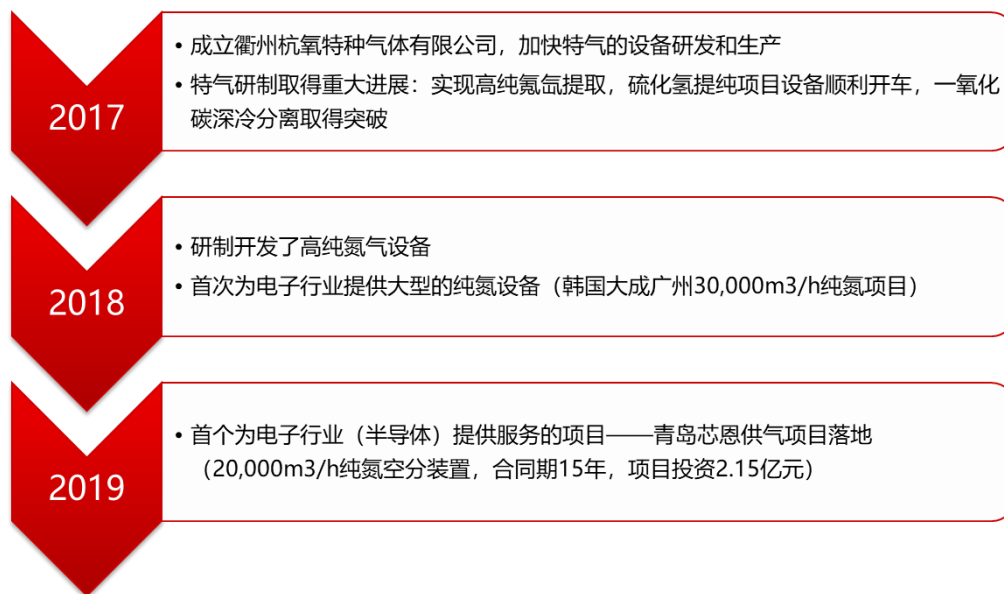 2017
• 成立衢州杭氧特种气体有限公司，加快特气的设备研发和生产
• 特气研制取得重大进展：实现高纯氪氙提取，硫化氢提纯项目设备顺利开车，一氧化
碳深冷分离取得突破
2018
• 研制开发了高纯氮气设备
• 首次为电子行业提供大型的纯氮设备（韩国大成广州30,000m3/h纯氮项目）
2019
• 首个为电子行业（半导体）提供服务的项目——青岛芯恩供气项目落地
（20,000m3/h纯氮空分装置，合同期15年，项目投资2.15亿元）